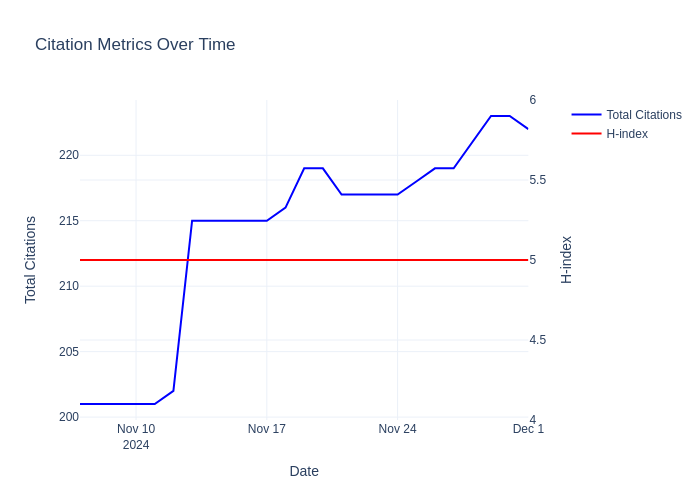 Citation Metrics Over Time
Total Citations
H-index
220
215
210
205
200
6
5.5
5
4.5
4
Nov 10
2024
Nov 17
Nov 24
Dec 1
Date
Total Citations
H-index